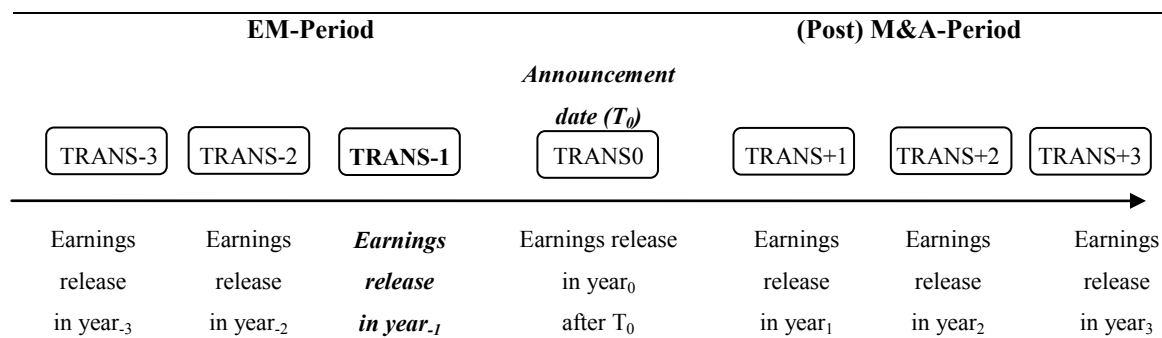 EM-Period (Post) M&A-Period
Announcement
date (T₀)
TRANS-3 TRANS-2 TRANS-1 TRANS0 TRANS+1 TRANS+2 TRANS+3
Earnings Earnings Earnings Earnings release Earnings Earnings Earnings
release release release in year₀ release release release
in year₋₃ in year₋₂ in year₋₁ after T₀ in year₁ in year₂ in year₃